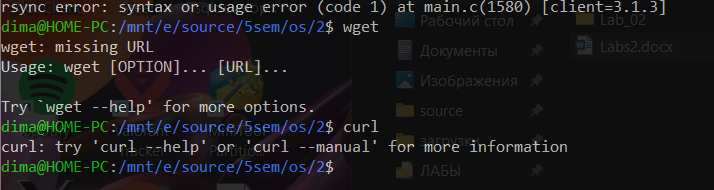 rsync error: syntax or usage error (code 1) at main.c(1580) [client=3.1.3]
dima@HOME-PC:/mnt/e/source/5sem/os/2$ wget
wget: missing URL
Usage: wget [OPTION]... [URL]...
Try `wget --help' for more options.
dima@HOME-PC:/mnt/e/source/5sem/os/2$ curl
curl: try 'curl --help' or 'curl --manual' for more information
dima@HOME-PC:/mnt/e/source/5sem/os/2$
Рабочий стол
Документы
Изображения
source
загрузки
ЛАБЫ
Lab_02
Labs2.docx